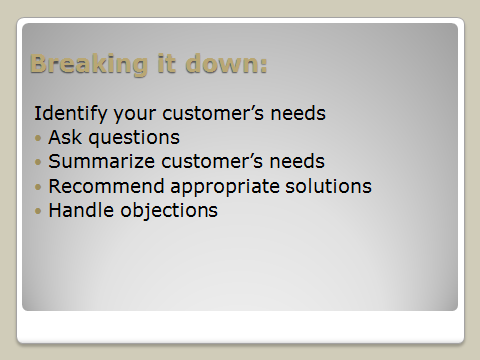 Breaking it down:
Identify your customer’s needs
• Ask questions
• Summarize customer’s needs
• Recommend appropriate solutions
• Handle objections